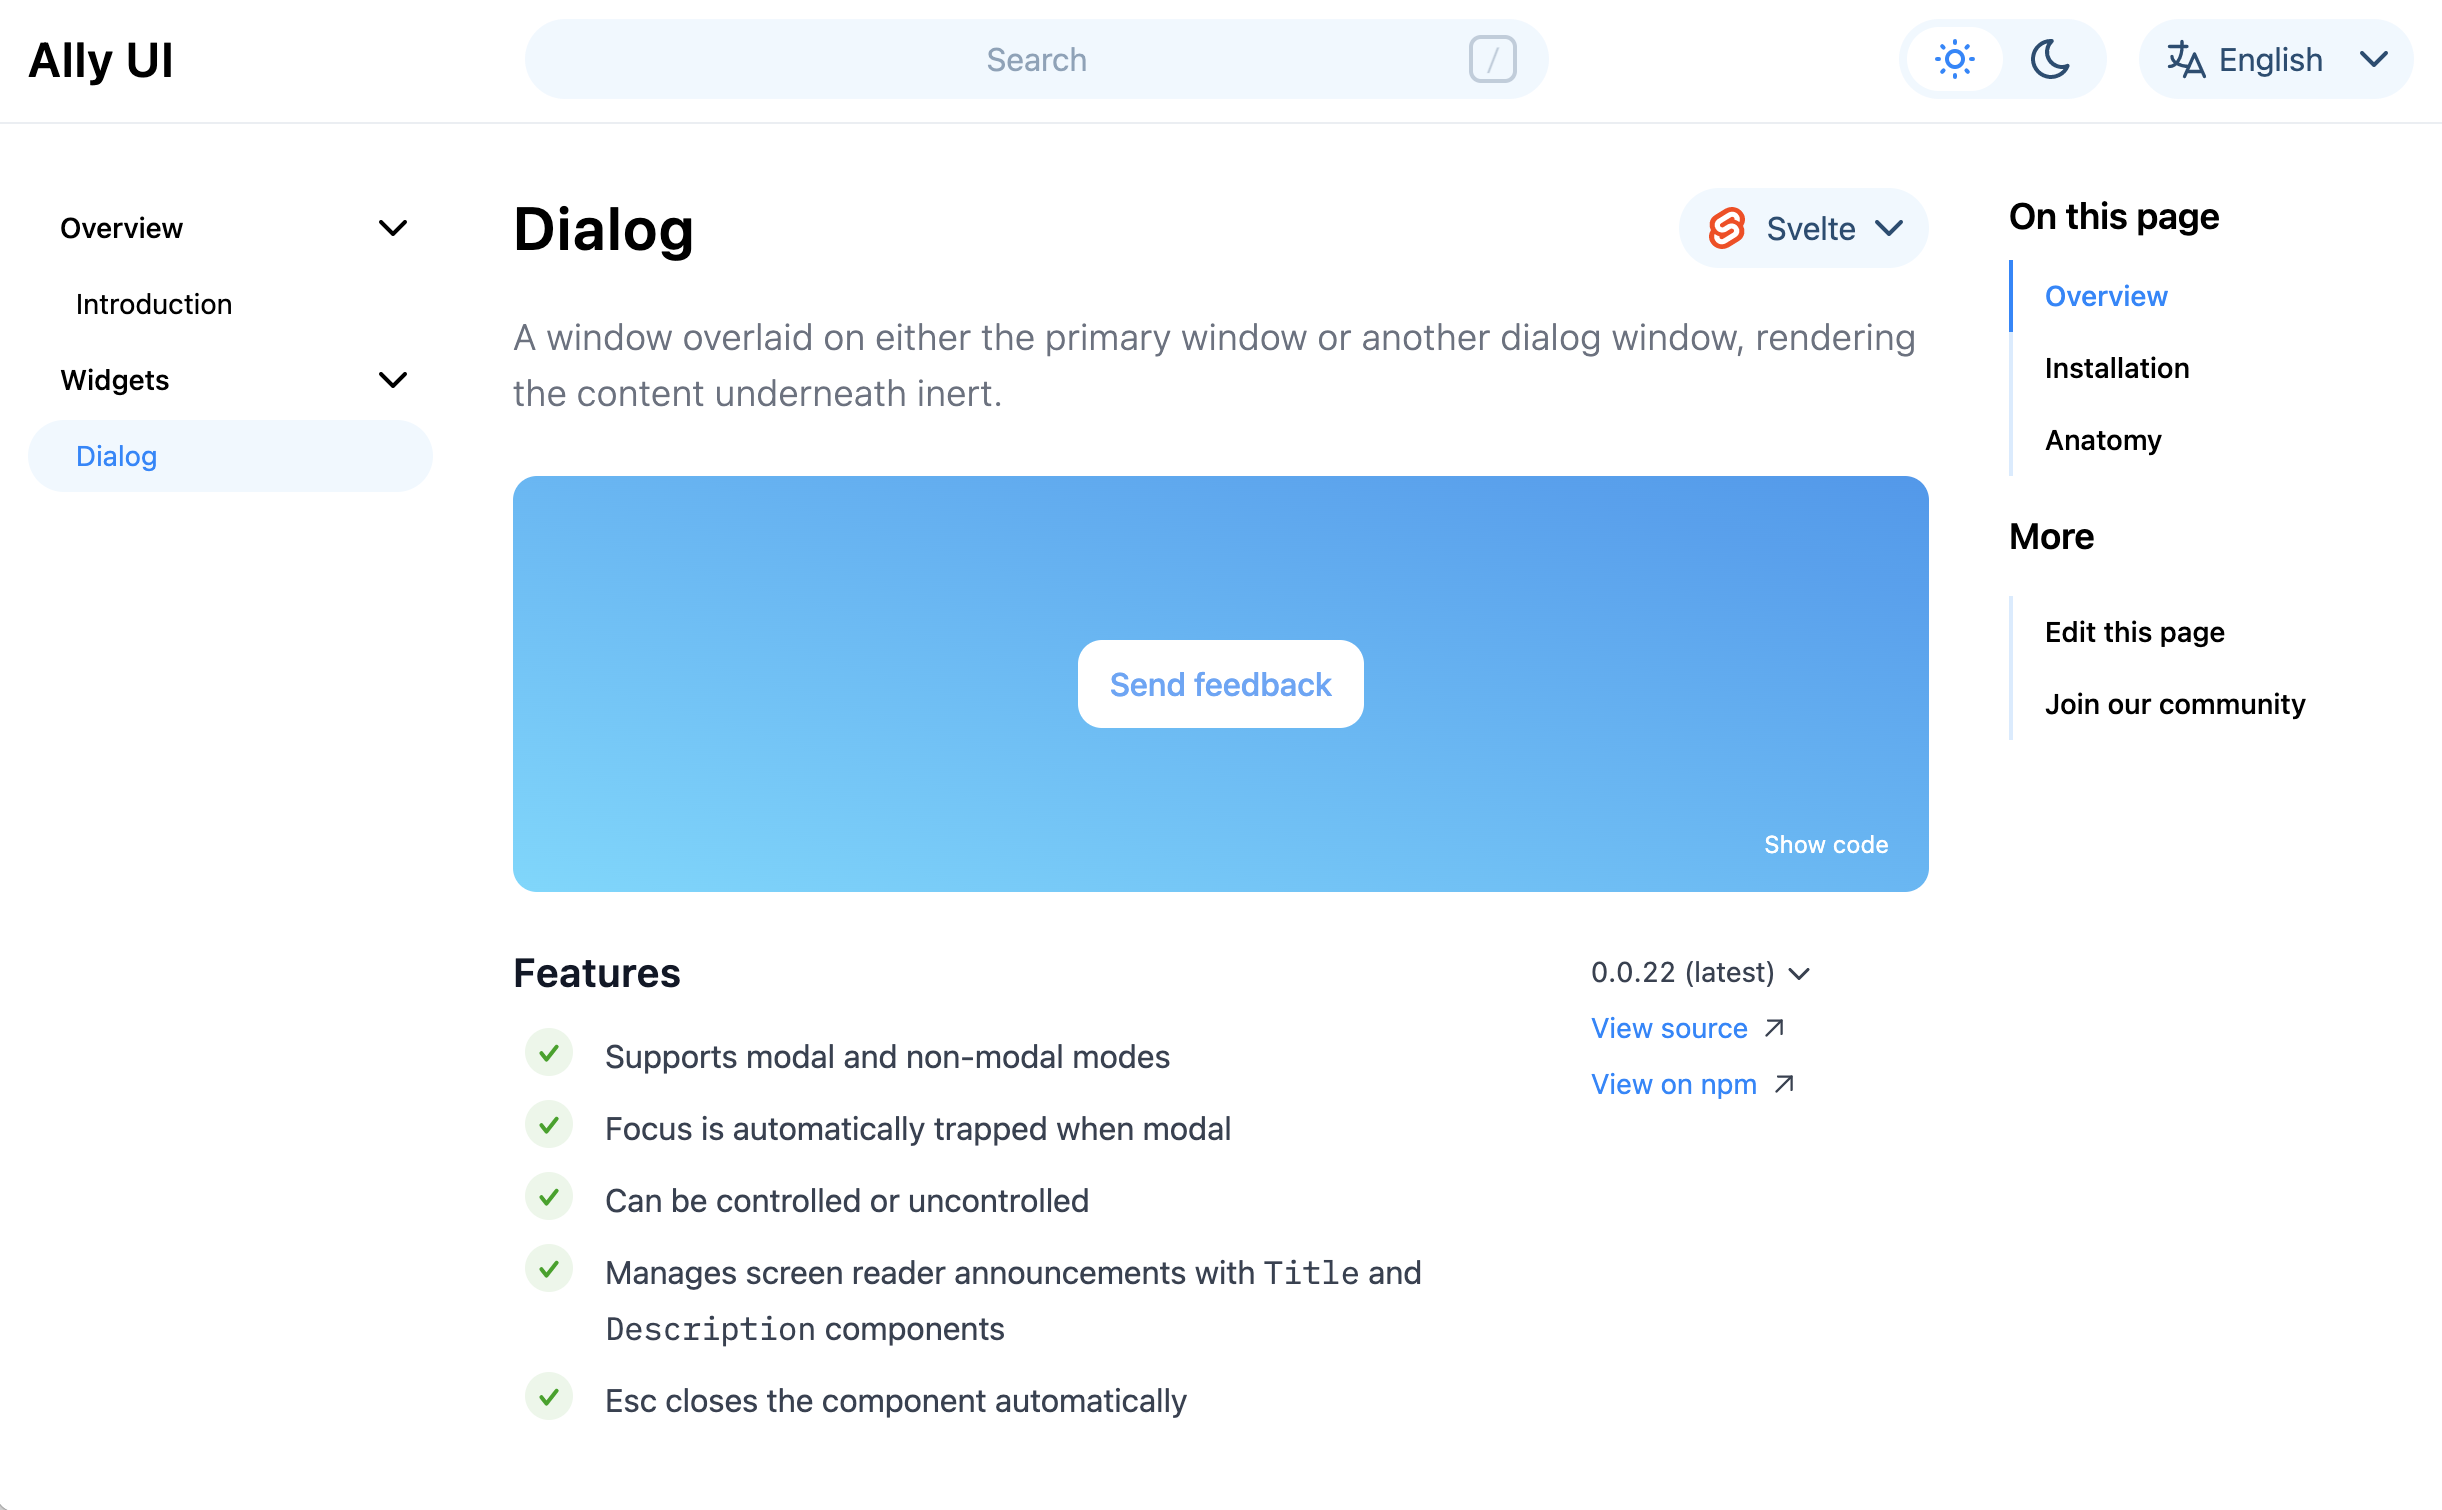 Ally UI
Search
/
English
Overview
Introduction
Widgets
Dialog
Dialog
Svelte
A window overlaid on either the primary window or another dialog window, rendering
the content underneath inert.
Send feedback
Show code
Features
Supports modal and non-modal modes
Focus is automatically trapped when modal
Can be controlled or uncontrolled
Manages screen reader announcements with Title and
Description components
Esc closes the component automatically
0.0.22 (latest)
View source
View on npm
On this page
Overview
Installation
Anatomy
More
Edit this page
Join our community